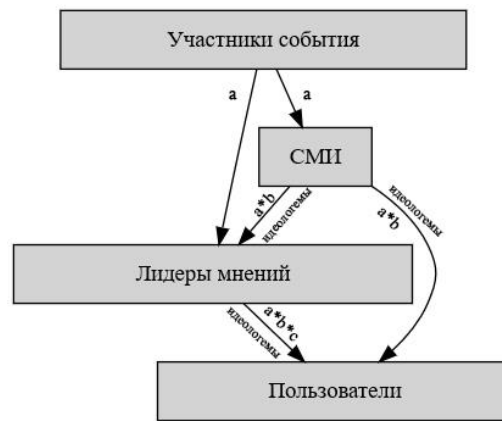 Участники события
a
a
СМИ
a*b
идеологемы
идеологемы
a*b
Лидеры мнений
a*b*c
идеологемы
Пользователи